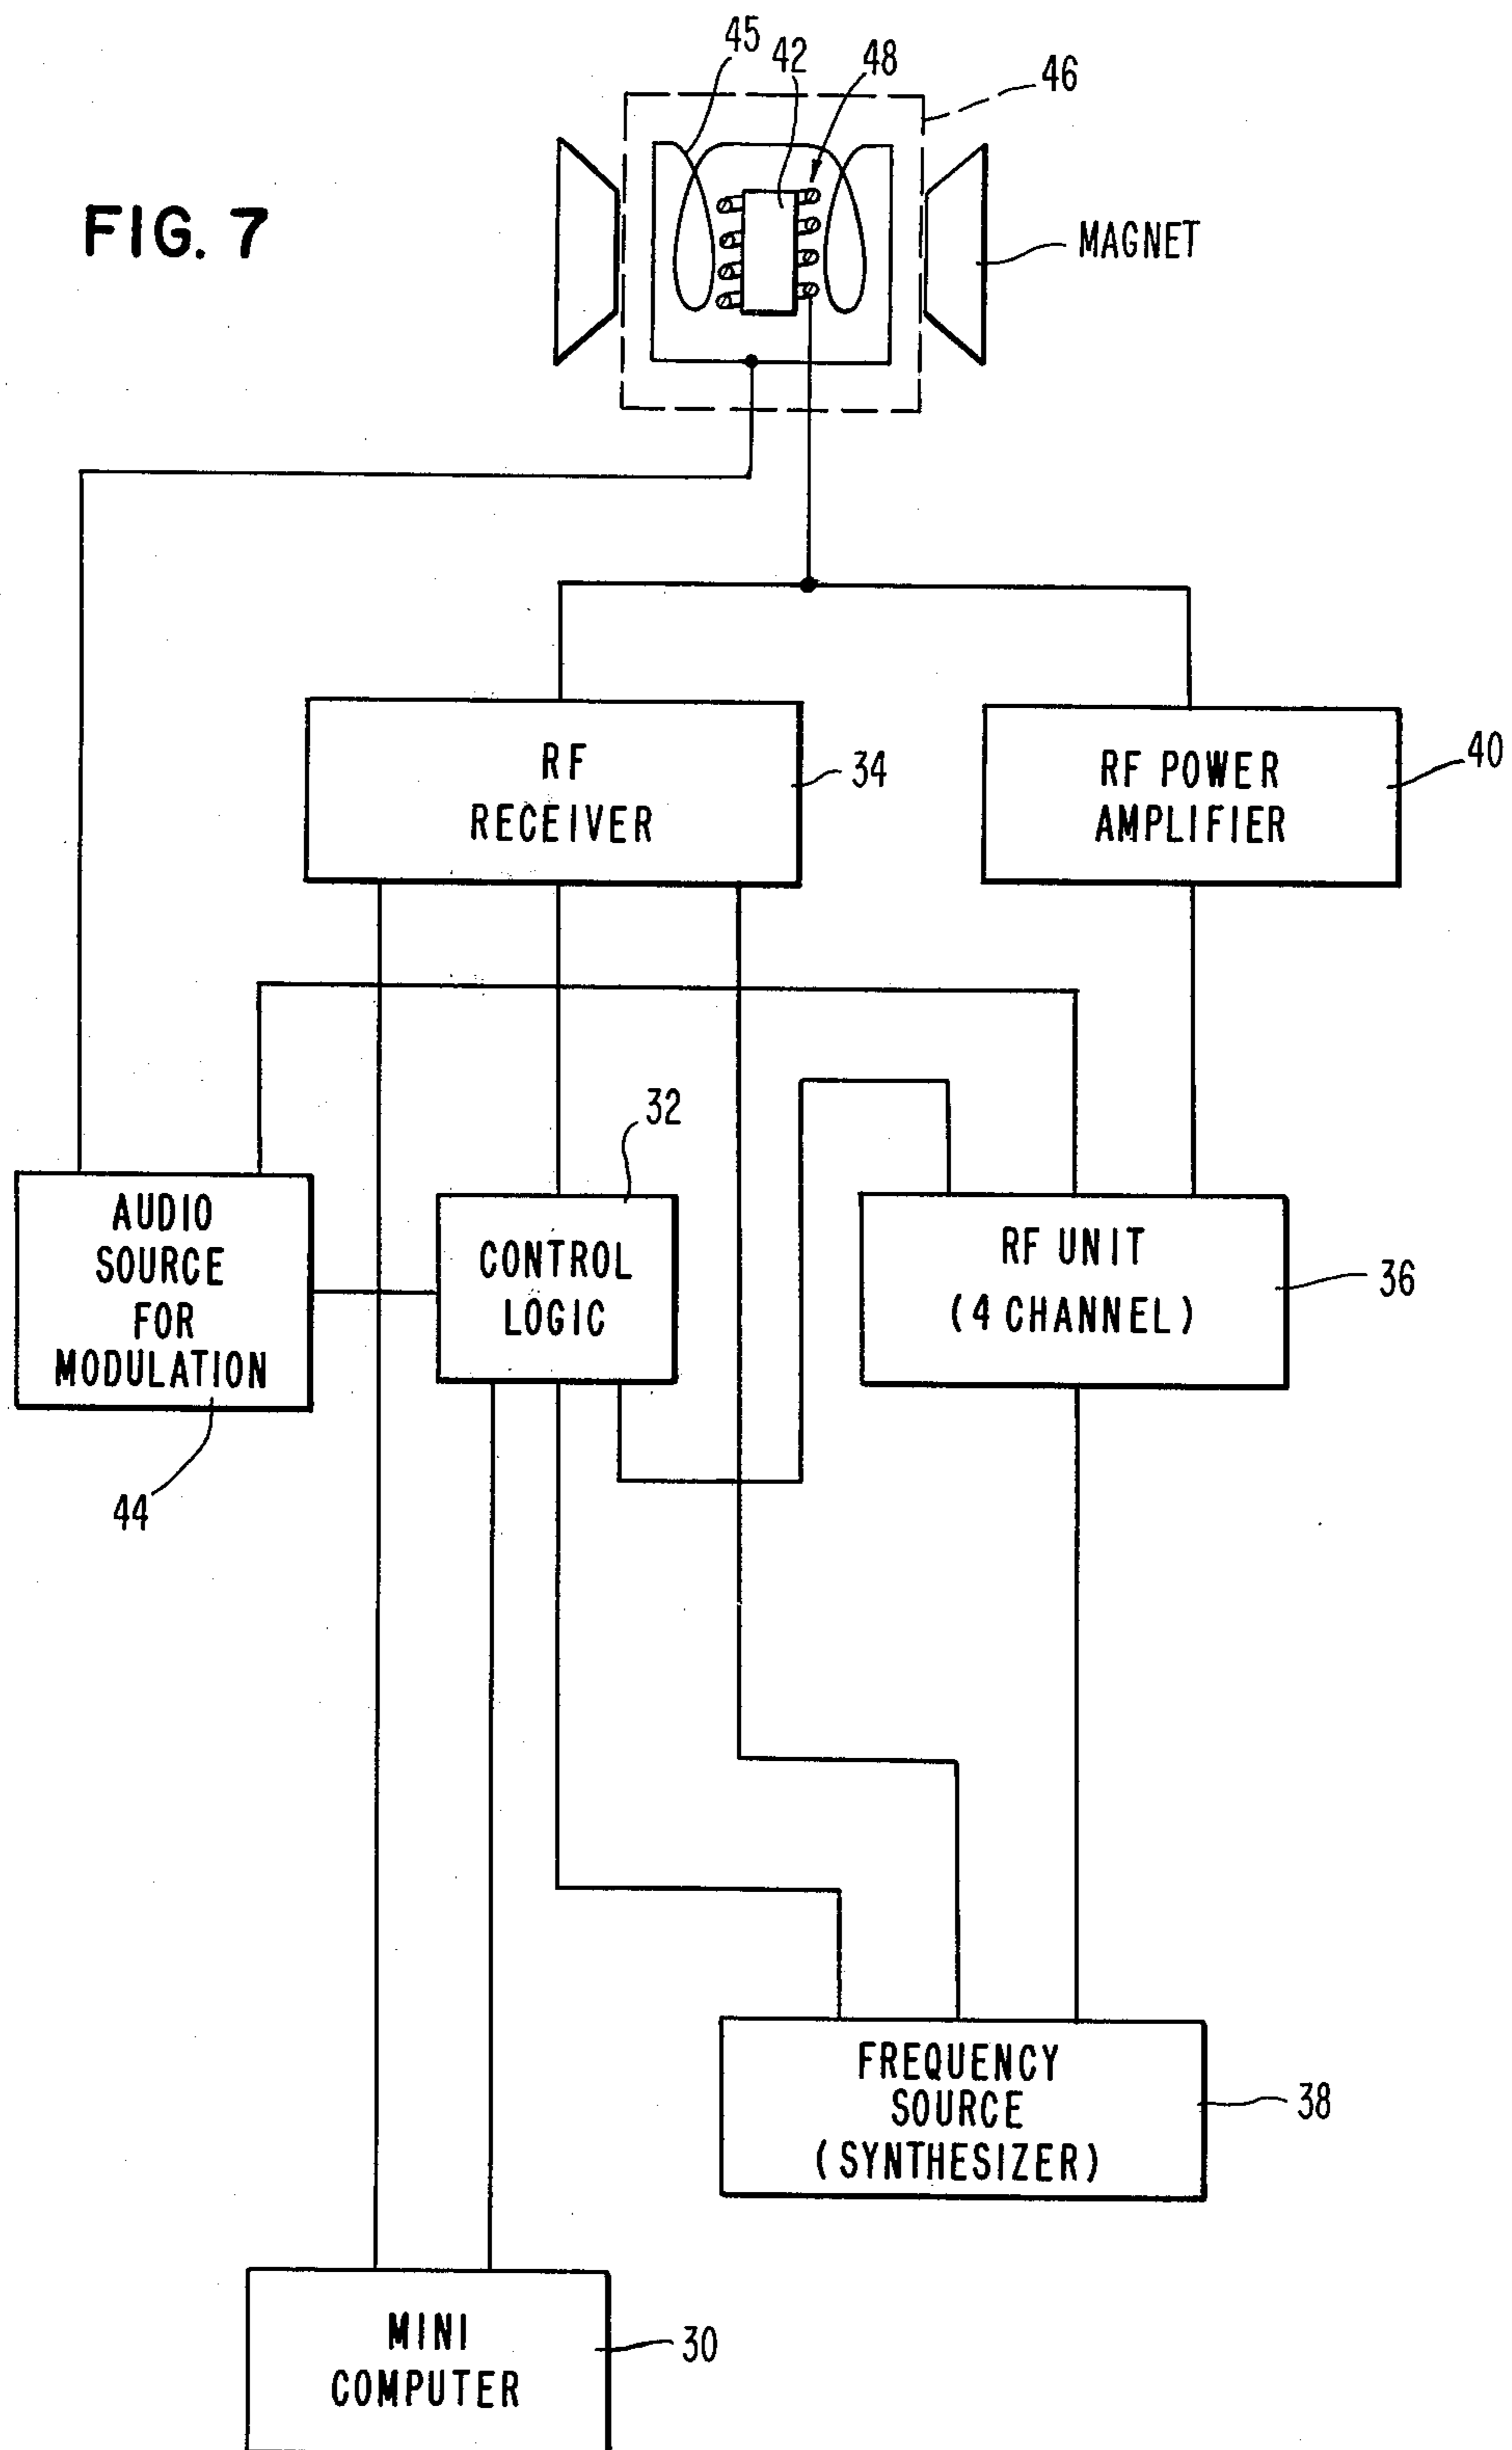 45
42
48
46
FIG. 7
MAGNET
RF
RECEIVER
34
RF POWER
AMPLIFIER
40
32
AUDIO
SOURCE
FOR
MODULATION
44
CONTROL
LOGIC
RF UNIT
(4 CHANNEL)
36
FREQUENCY
SOURCE
(SYNTHESIZER)
38
MINI
COMPUTER
30